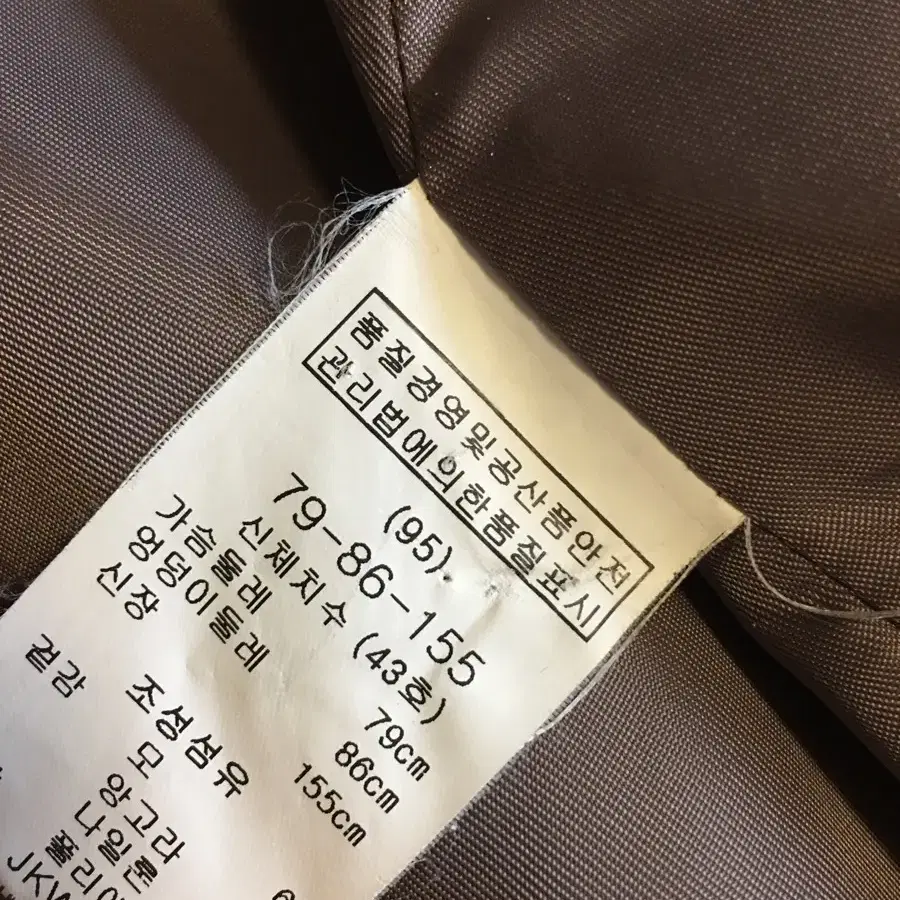 품질경영및공산품안전
관리법에의한품질표시
(95)
79-86-155
신체치수 (43호)
가슴둘레 79cm
엉덩이둘레 86cm
신장 155cm
조성섬유
겉감 모
앙고라
나일론